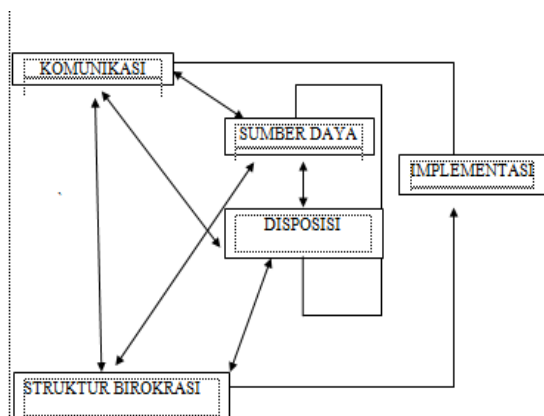 KOMUNIKASI
SUMBER DAYA
IMPLEMENTASI
DISPOSISI
STRUKTUR BIROKRASI